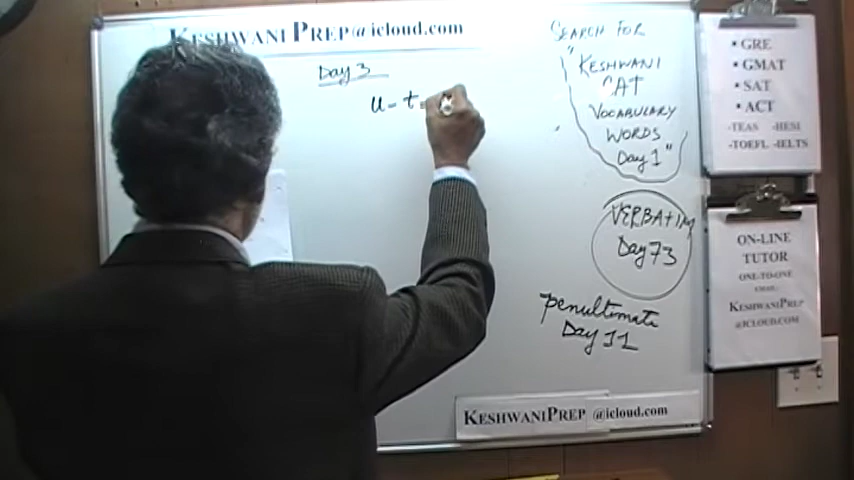 KESHWANI PREP@icloud.com
Day 3
u - t =
SEARCH FOR
"KESHWANI
CAT
VOCABULARY
WORDS
Day 1"
VERBATIM
Day 73
penultimate
Day 11
• GRE
• GMAT
• SAT
• ACT
-TEAS -HESI
-TOEFL -IELTS
ON-LINE
TUTOR
ONE-TO-ONE
EMAIL:
KESHWANIPREP
@ICLOUD.COM
KESHWANIPREP @icloud.com